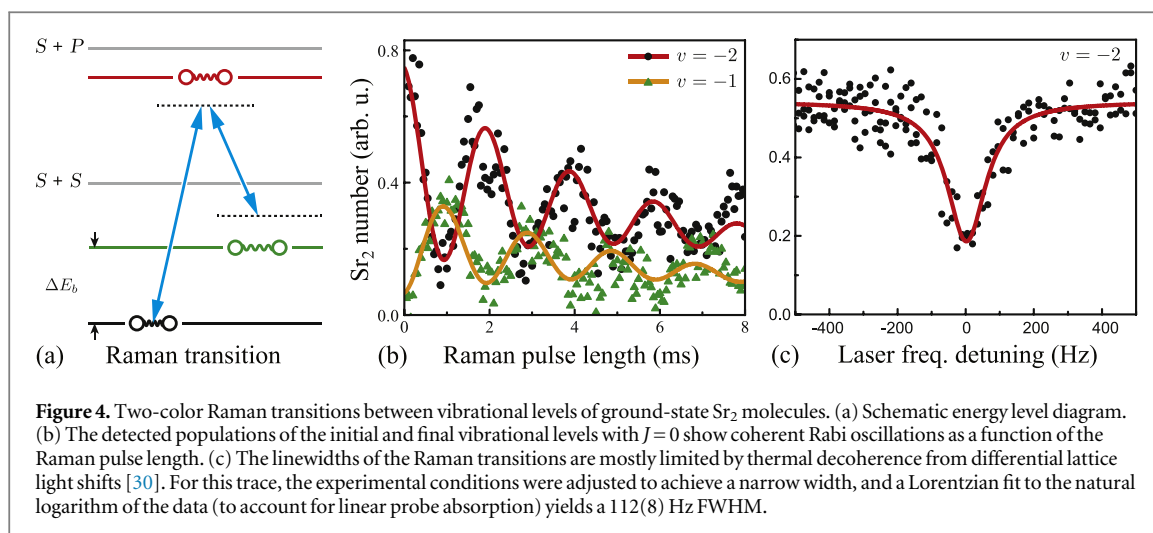 S + P
S + S
ΔE_b
(a) Raman transition
0.8
0.4
0.0
Sr₂ number (arb. u.)
v = −2
v = −1
0 2 4 6 8
(b) Raman pulse length (ms)
v = −2
0.6
0.4
0.2
0.0
-400 -200 0 200 400
(c) Laser freq. detuning (Hz)
Figure 4. Two-color Raman transitions between vibrational levels of ground-state Sr₂ molecules. (a) Schematic energy level diagram.
(b) The detected populations of the initial and final vibrational levels with J = 0 show coherent Rabi oscillations as a function of the
Raman pulse length. (c) The linewidths of the Raman transitions are mostly limited by thermal decoherence from differential lattice
light shifts [30]. For this trace, the experimental conditions were adjusted to achieve a narrow width, and a Lorentzian fit to the natural
logarithm of the data (to account for linear probe absorption) yields a 112(8) Hz FWHM.